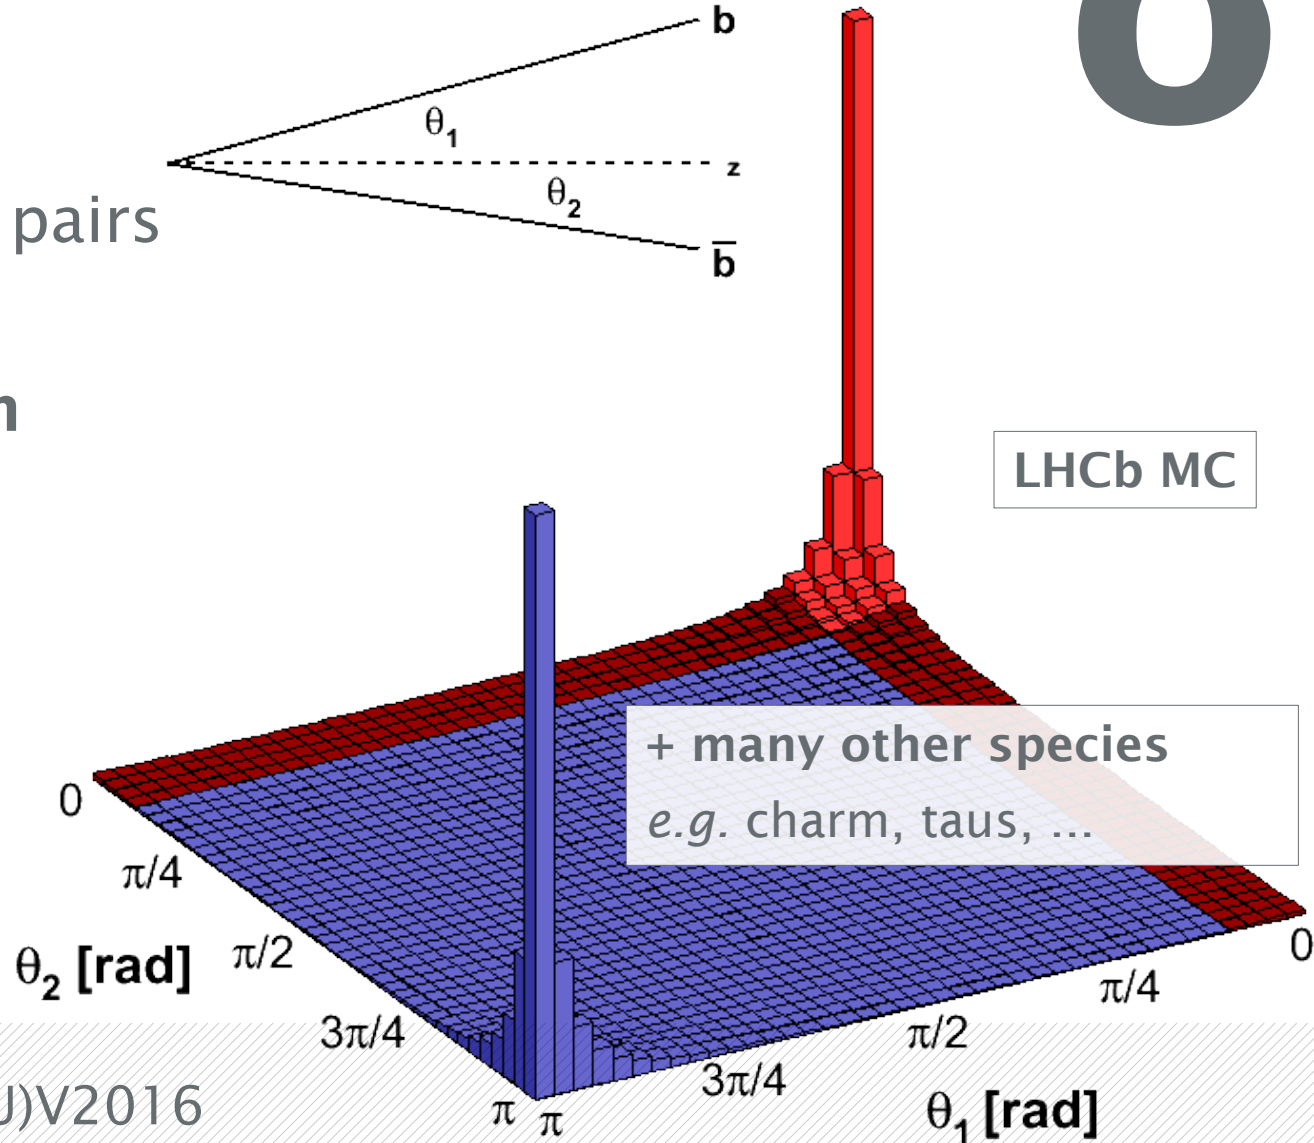 b
8
θ1
z
θ2
pairs
b̅
LHCb MC
+ many other species
e.g. charm, taus, ...
0
π/4
θ2 [rad]
π/2
3π/4
π
π
3π/4
π/2
π/4
0
θ1 [rad]
)V2016